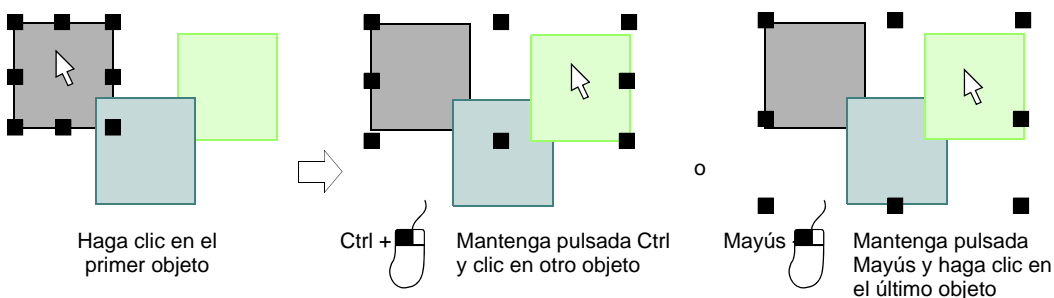 Haga clic en el
primer objeto
Ctrl +
Mantenga pulsada Ctrl
y clic en otro objeto
o
Mayús +
Mantenga pulsada
Mayús y haga clic en
el último objeto